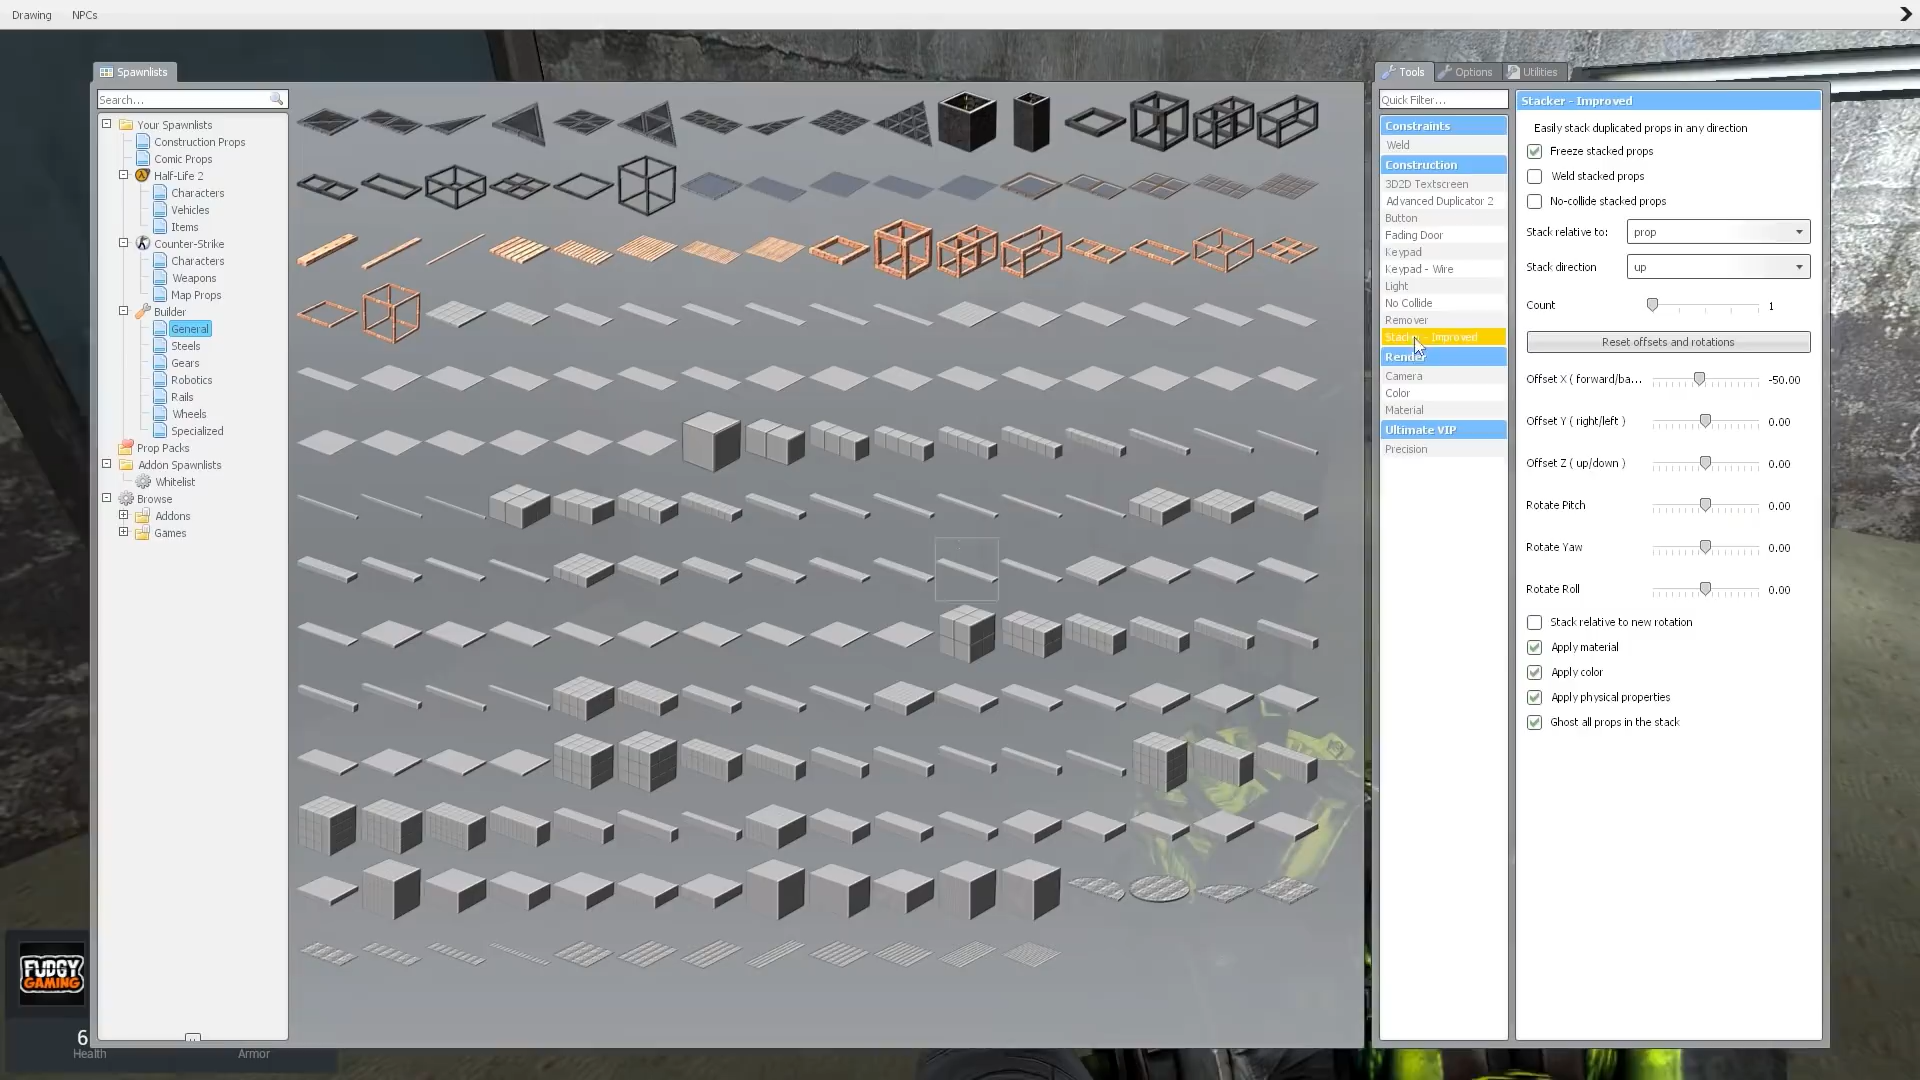 Drawing NPCs
Spawnlists
Search...
Your Spawnlists
Construction Props
Comic Props
Half-Life 2
Characters
Vehicles
Items
Counter-Strike
Characters
Weapons
Map Props
Builder
General
Steels
Gears
Robotics
Rails
Wheels
Specialized
Prop Packs
Addon Spawnlists
Whitelist
Browse
Addons
Games
FUDGY
GAMING
6
Health Armor
Tools Options Utilities
Quick Filter...
Constraints
Weld
Construction
3D2D Textscreen
Advanced Duplicator 2
Button
Fading Door
Keypad
Keypad - Wire
Light
No Collide
Remover
Stacker - Improved
Render
Camera
Color
Material
Ultimate VIP
Precision
Stacker - Improved
Easily stack duplicated props in any direction
Freeze stacked props
Weld stacked props
No-collide stacked props
Stack relative to: prop
Stack direction up
Count 1
Reset offsets and rotations
Offset X ( forward/ba... -50.00
Offset Y ( right/left ) 0.00
Offset Z ( up/down ) 0.00
Rotate Pitch 0.00
Rotate Yaw 0.00
Rotate Roll 0.00
Stack relative to new rotation
Apply material
Apply color
Apply physical properties
Ghost all props in the stack